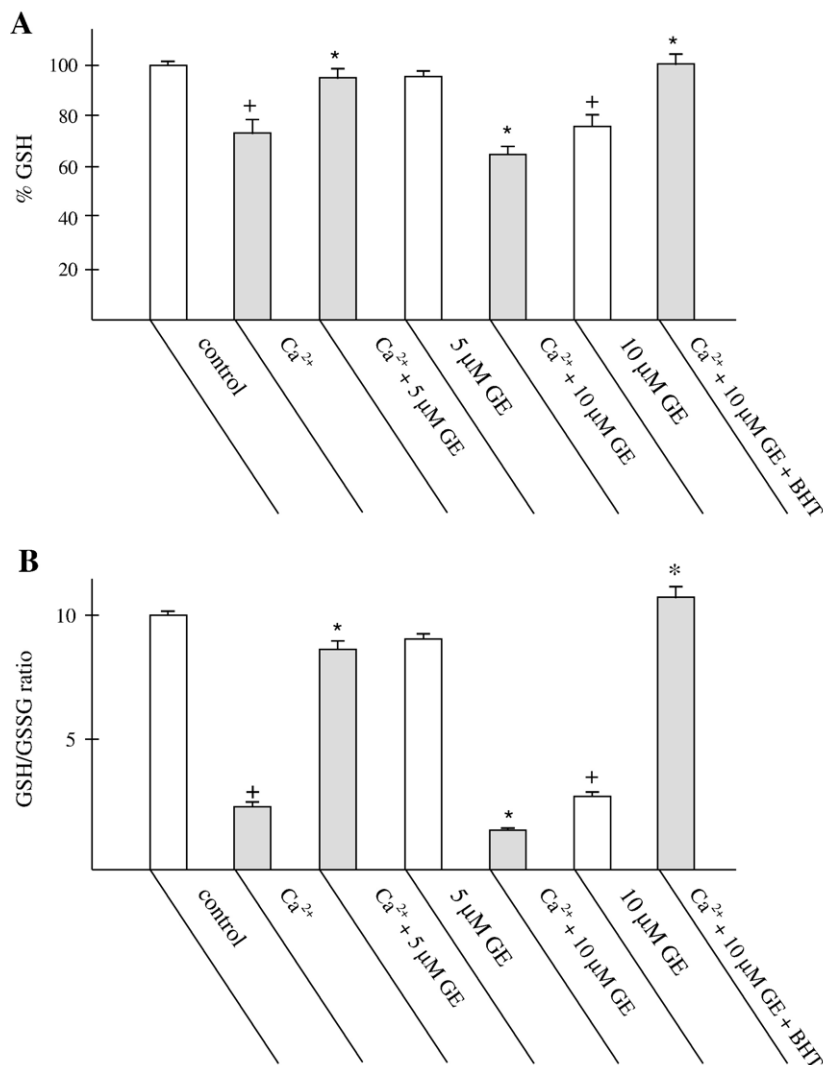 A
% GSH
100
80
60
40
20
+
*
*
+
*
control
Ca²⁺
Ca²⁺ + 5 μM GE
5 μM GE
Ca²⁺ + 10 μM GE
10 μM GE
Ca²⁺ + 10 μM GE + BHT
B
GSH/GSSG ratio
10
5
+
*
*
+
*
control
Ca²⁺
Ca²⁺ + 5 μM GE
5 μM GE
Ca²⁺ + 10 μM GE
10 μM GE
Ca²⁺ + 10 μM GE + BHT